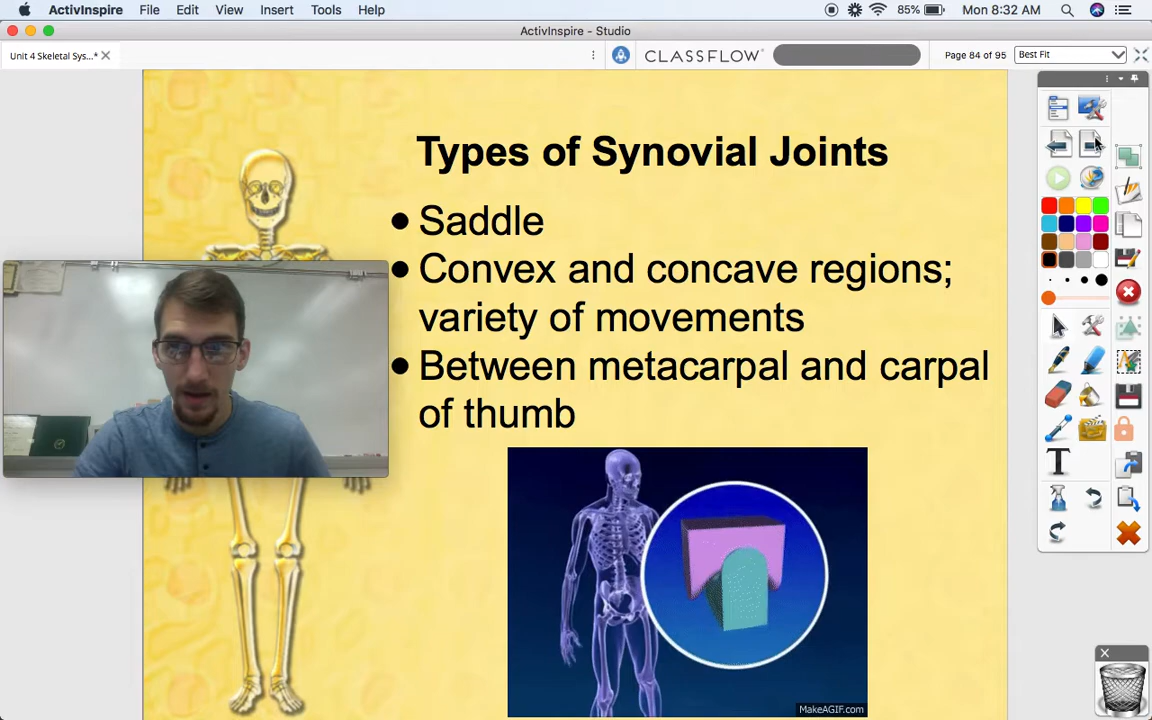 ActivInspire File Edit View Insert Tools Help 85% Mon 8:32 AM
ActivInspire - Studio
Unit 4 Skeletal Sys...* CLASSFLOW Page 84 of 95 Best Fit
Types of Synovial Joints
• Saddle
• Convex and concave regions;
variety of movements
• Between metacarpal and carpal
of thumb
T
MakeAGIF.com